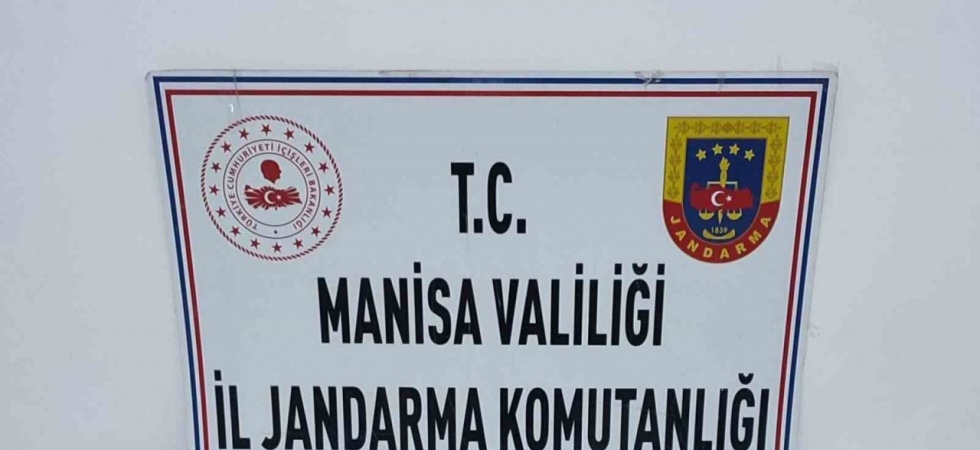 TÜRKİYE CUMHURİYETİ İÇİŞLERİ BAKANLIĞI
1839
JANDARMA
T.C.
MANİSA VALİLİĞİ
İL JANDARMA KOMUTANLIĞI